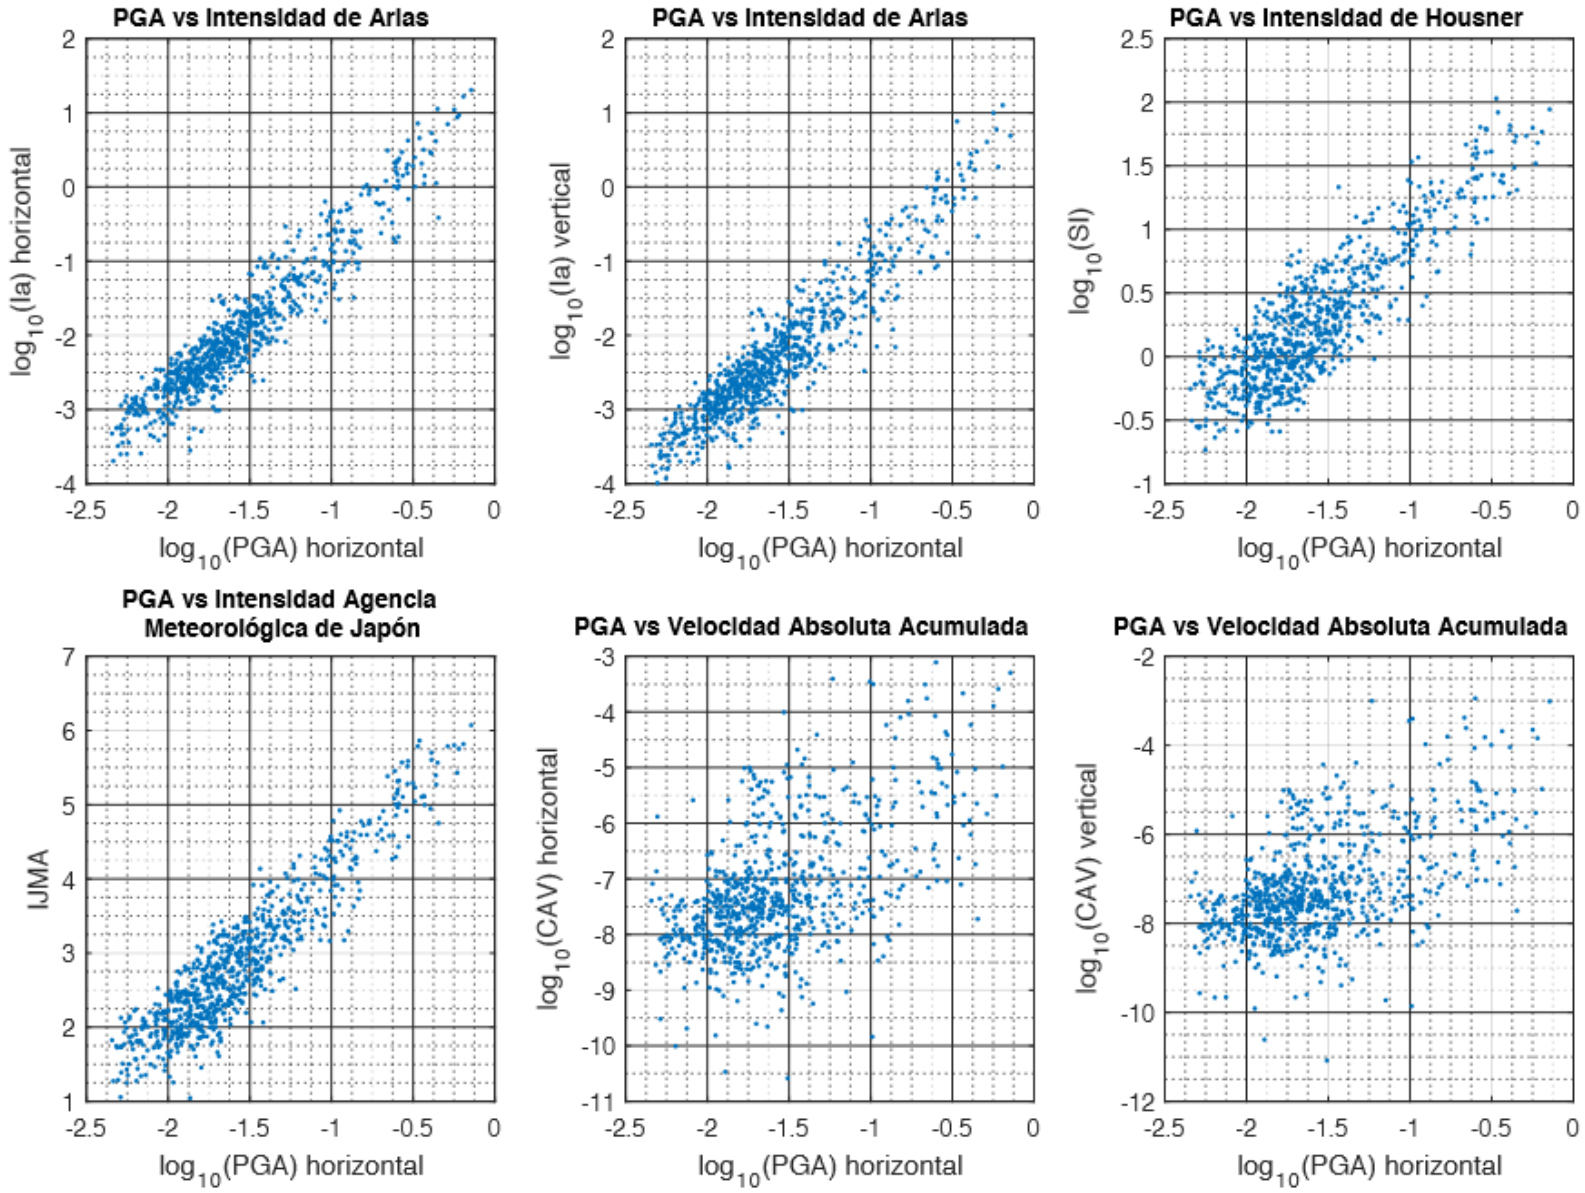 PGA vs Intensidad de Arias
2
1
0
-1
-2
-3
-4
log10(Ia) horizontal
-2.5 -2 -1.5 -1 -0.5 0
log10(PGA) horizontal
PGA vs Intensidad de Arias
2
1
0
-1
-2
-3
-4
log10(Ia) vertical
-2.5 -2 -1.5 -1 -0.5 0
log10(PGA) horizontal
PGA vs Intensidad de Housner
2.5
2
1.5
1
0.5
0
-0.5
-1
log10(SI)
-2.5 -2 -1.5 -1 -0.5 0
log10(PGA) horizontal
PGA vs Intensidad Agencia
Meteorológica de Japón
7
6
5
4
3
2
1
IJMA
-2.5 -2 -1.5 -1 -0.5 0
log10(PGA) horizontal
PGA vs Velocidad Absoluta Acumulada
-3
-4
-5
-6
-7
-8
-9
-10
-11
log10(CAV) horizontal
-2.5 -2 -1.5 -1 -0.5 0
log10(PGA) horizontal
PGA vs Velocidad Absoluta Acumulada
-2
-4
-6
-8
-10
-12
log10(CAV) vertical
-2.5 -2 -1.5 -1 -0.5 0
log10(PGA) horizontal